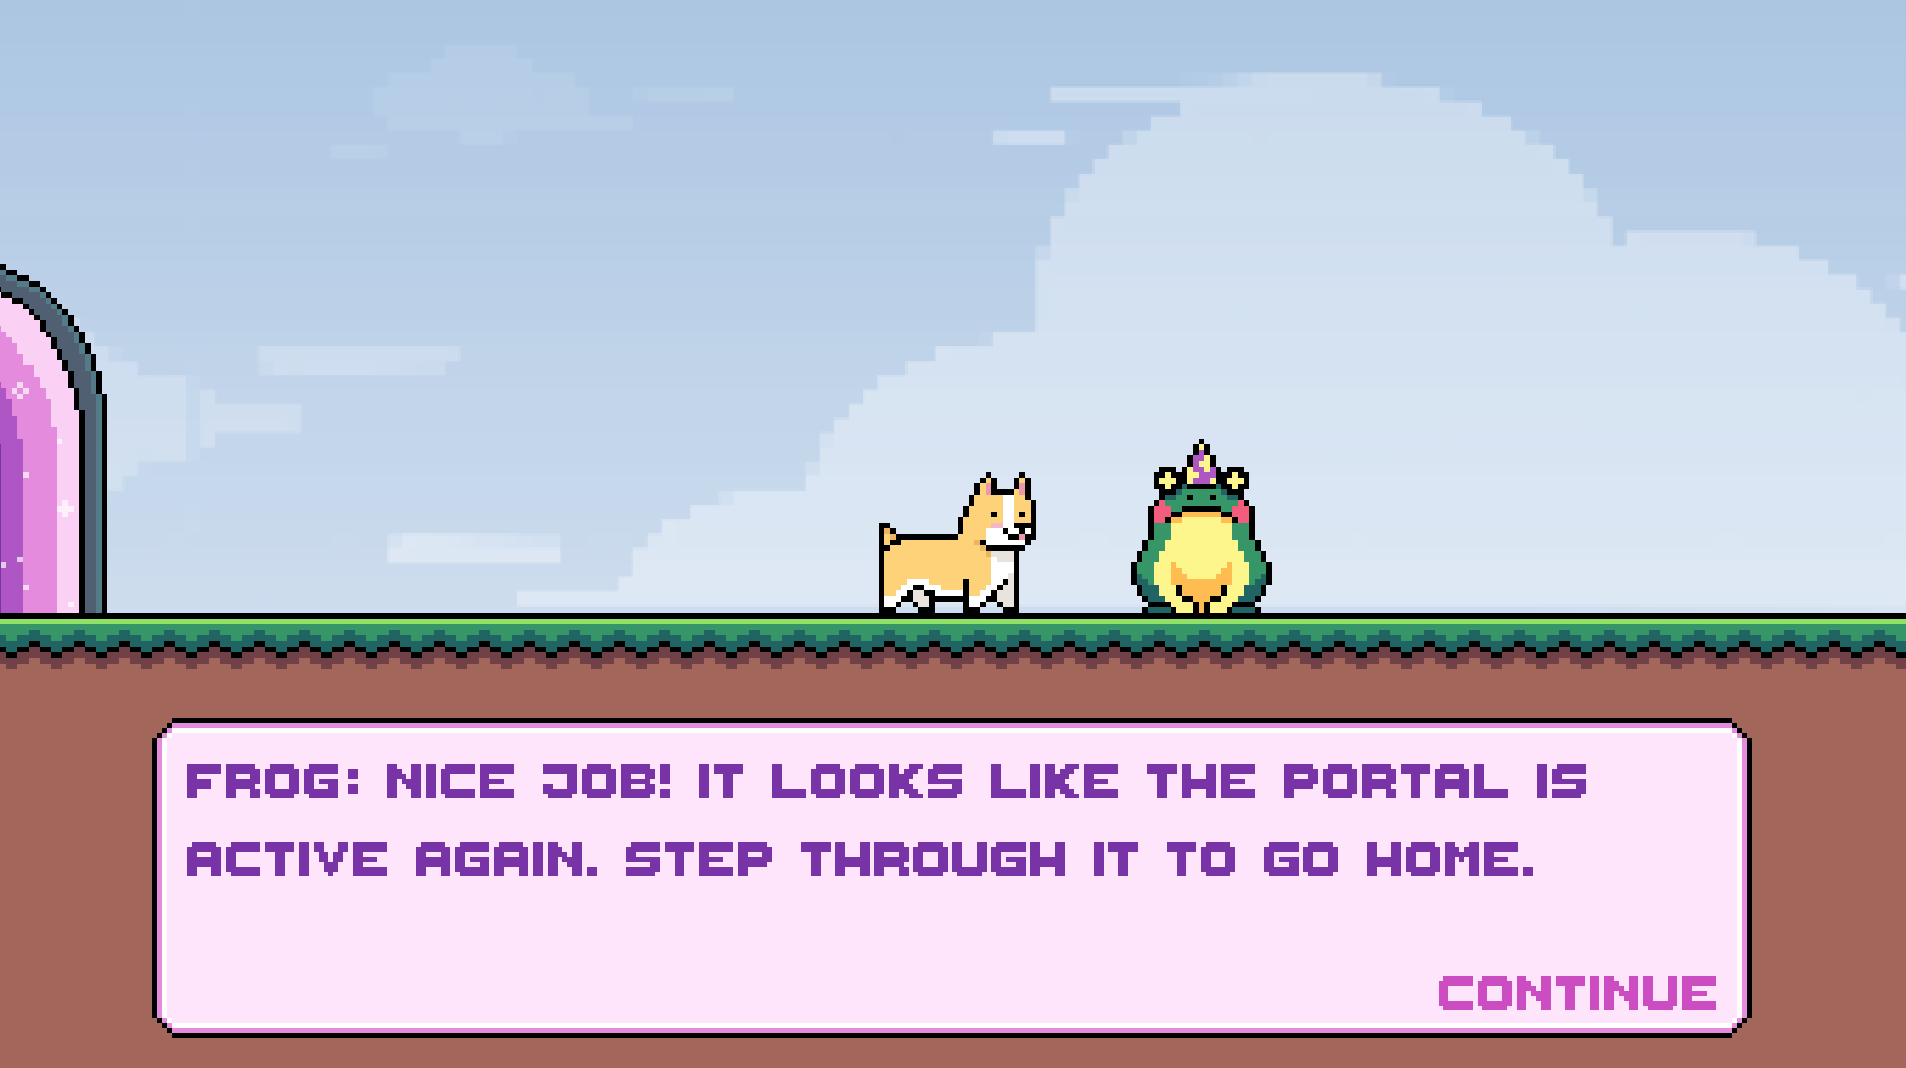 FROG: NICE JOB! IT LOOKS LIKE THE PORTAL IS
ACTIVE AGAIN. STEP THROUGH IT TO GO HOME.
CONTINUE